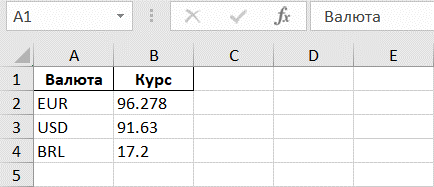 A1 fx Валюта
A B C D E
1 Валюта Курс
2 EUR 96.278
3 USD 91.63
4 BRL 17.2
5